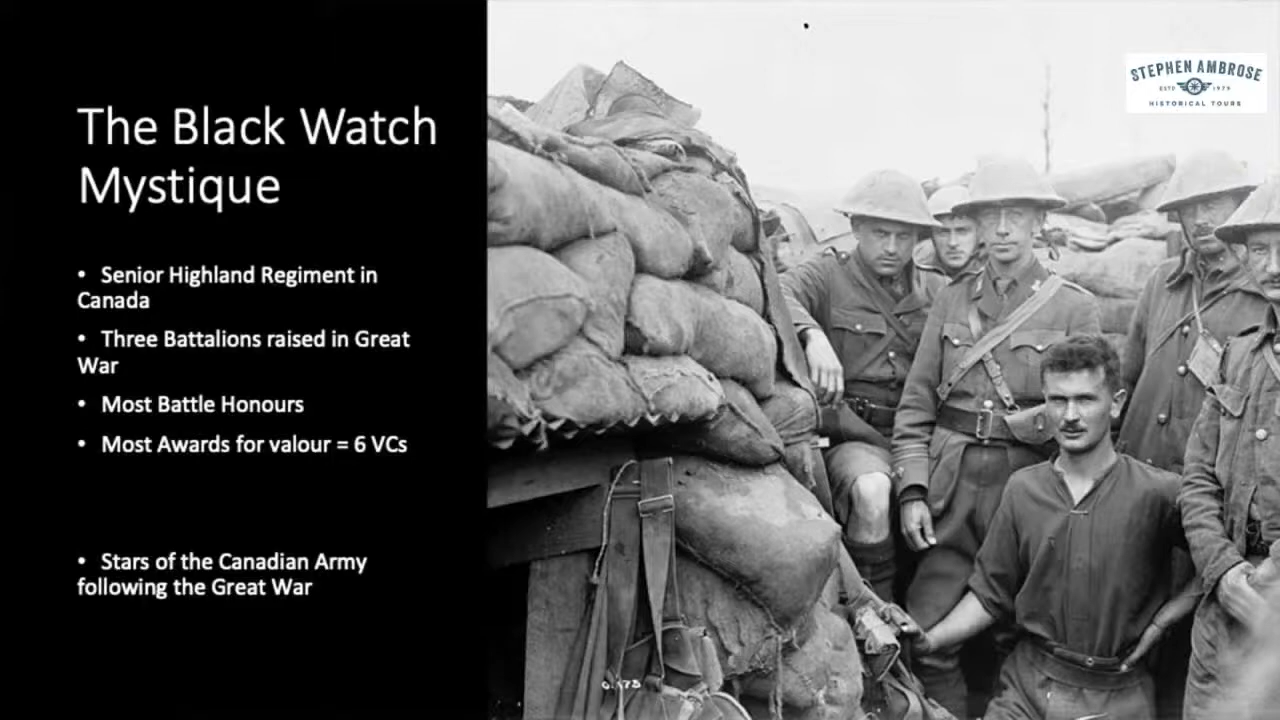 The Black Watch
Mystique
• Senior Highland Regiment in
Canada
• Three Battalions raised in Great
War
• Most Battle Honours
• Most Awards for valour = 6 VCs
• Stars of the Canadian Army
following the Great War
STEPHEN AMBROSE
ESTD 1979
HISTORICAL TOURS